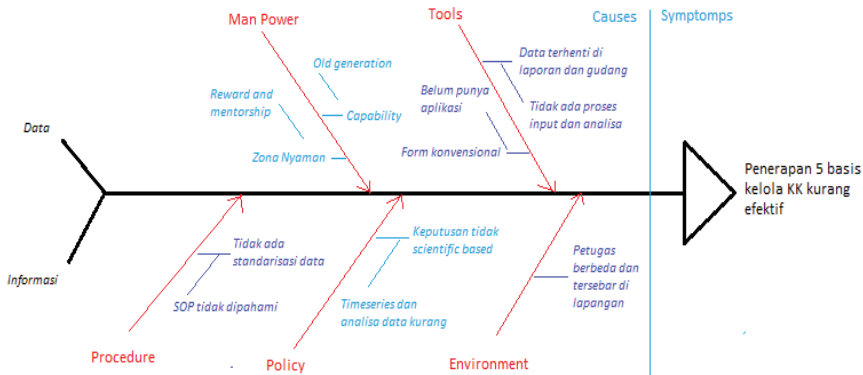 Man Power
Tools
Causes
Symptomps
Old generation
Data terhenti di
laporan dan gudang
Reward and
mentorship
Capability
Belum punya
aplikasi
Tidak ada proses
input dan analisa
Data
Zona Nyaman
Form konvensional
Penerapan 5 basis
kelola KK kurang
efektif
Informasi
Tidak ada
standarisasi data
SOP tidak dipahami
Keputusan tidak
scientific based
Timeseries dan
analisa data kurang
Petugas
berbeda dan
tersebar di
lapangan
Procedure
Policy
Environment